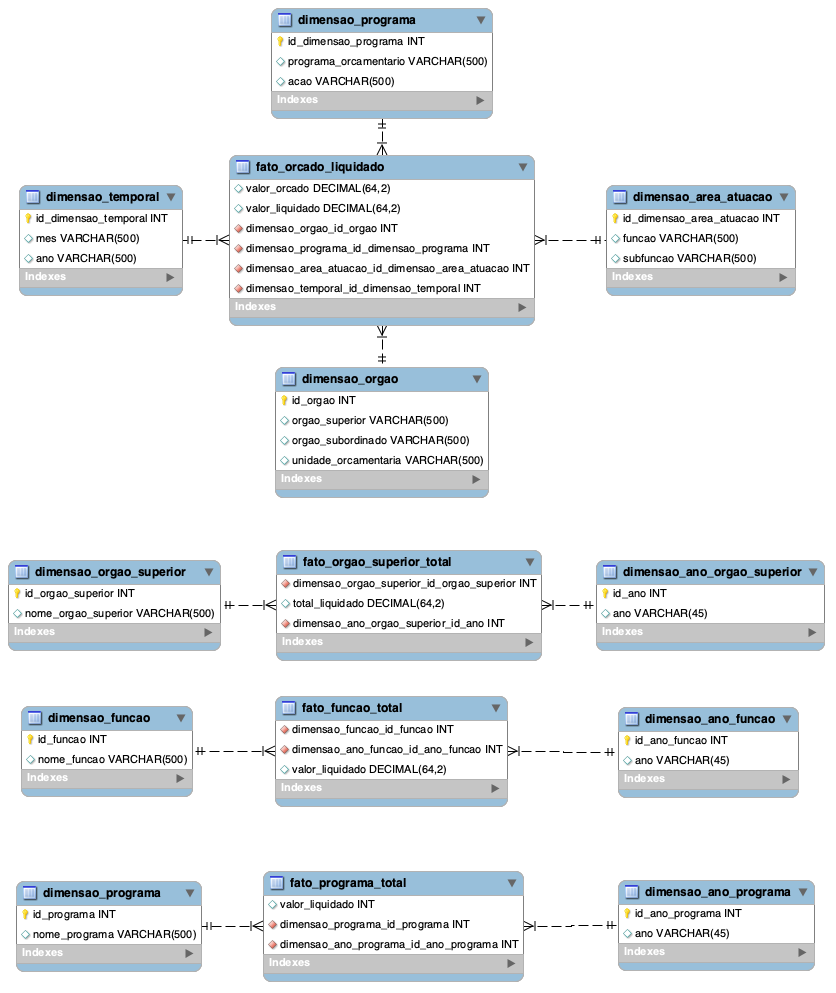 dimensao_programa
id_dimensao_programa INT
programa_orcamentario VARCHAR(500)
acao VARCHAR(500)
Indexes
dimensao_temporal
id_dimensao_temporal INT
mes VARCHAR(500)
ano VARCHAR(500)
Indexes
fato_orcado_liquidado
valor_orcado DECIMAL(64,2)
valor_liquidado DECIMAL(64,2)
dimensao_orgao_id_orgao INT
dimensao_programa_id_dimensao_programa INT
dimensao_area_atuacao_id_dimensao_area_atuacao INT
dimensao_temporal_id_dimensao_temporal INT
Indexes
dimensao_area_atuacao
id_dimensao_area_atuacao INT
funcao VARCHAR(500)
subfuncao VARCHAR(500)
Indexes
dimensao_orgao
id_orgao INT
orgao_superior VARCHAR(500)
orgao_subordinado VARCHAR(500)
unidade_orcamentaria VARCHAR(500)
Indexes
dimensao_orgao_superior
id_orgao_superior INT
nome_orgao_superior VARCHAR(500)
Indexes
fato_orgao_superior_total
dimensao_orgao_superior_id_orgao_superior INT
total_liquidado DECIMAL(64,2)
dimensao_ano_orgao_superior_id_ano INT
Indexes
dimensao_ano_orgao_superior
id_ano INT
ano VARCHAR(45)
Indexes
dimensao_funcao
id_funcao INT
nome_funcao VARCHAR(500)
Indexes
fato_funcao_total
dimensao_funcao_id_funcao INT
dimensao_ano_funcao_id_ano_funcao INT
valor_liquidado DECIMAL(64,2)
Indexes
dimensao_ano_funcao
id_ano_funcao INT
ano VARCHAR(45)
Indexes
dimensao_programa
id_programa INT
nome_programa VARCHAR(500)
Indexes
fato_programa_total
valor_liquidado INT
dimensao_programa_id_programa INT
dimensao_ano_programa_id_ano_programa INT
Indexes
dimensao_ano_programa
id_ano_programa INT
ano VARCHAR(45)
Indexes